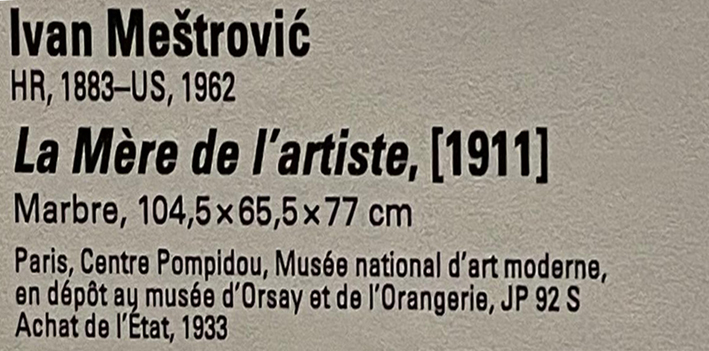 Ivan Meštrović
HR, 1883–US, 1962
La Mère de l'artiste, [1911]
Marbre, 104,5×65,5×77 cm
Paris, Centre Pompidou, Musée national d'art moderne,
en dépôt au musée d'Orsay et de l'Orangerie, JP 92 S
Achat de l'État, 1933